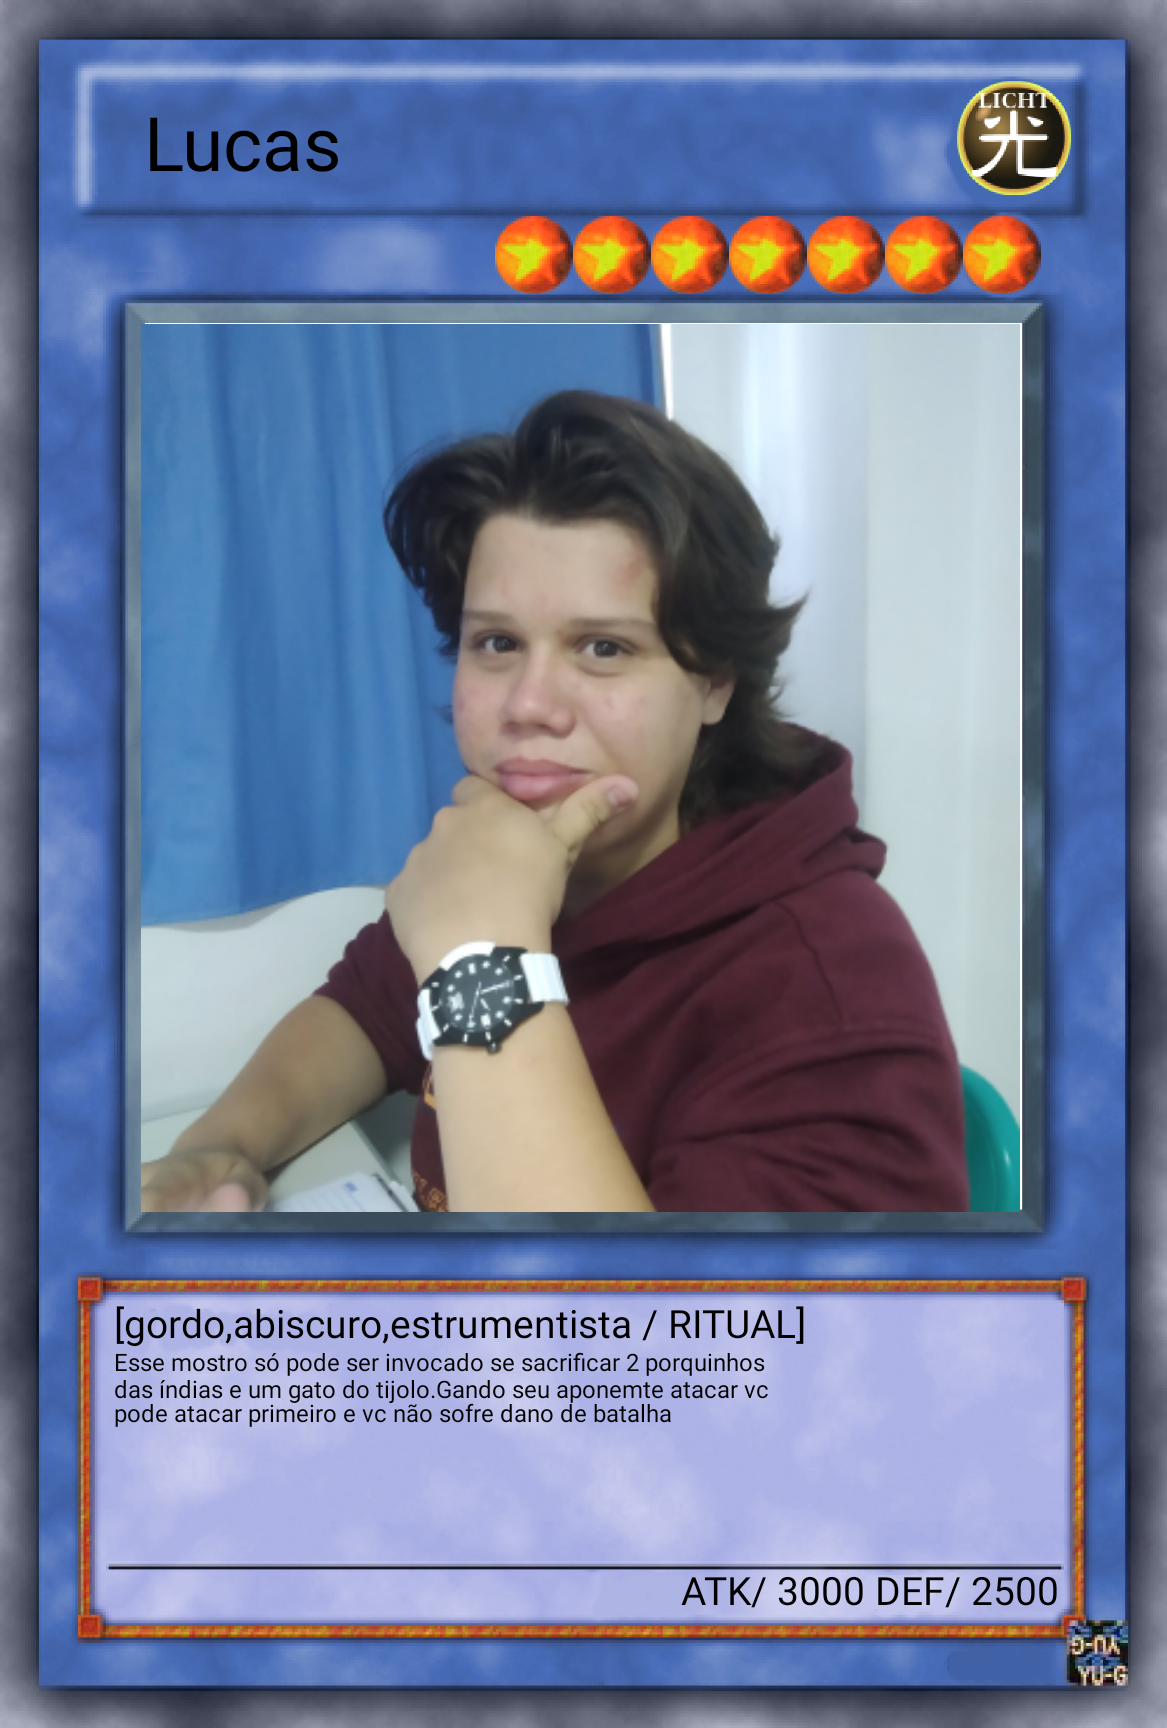 Lucas
LICHT
光
[gordo,abiscuro,estrumentista / RITUAL]
Esse mostro só pode ser invocado se sacrificar 2 porquinhos
das índias e um gato do tijolo.Gando seu aponemte atacar vc
pode atacar primeiro e vc não sofre dano de batalha
ATK/ 3000 DEF/ 2500
YU-G
YU-G